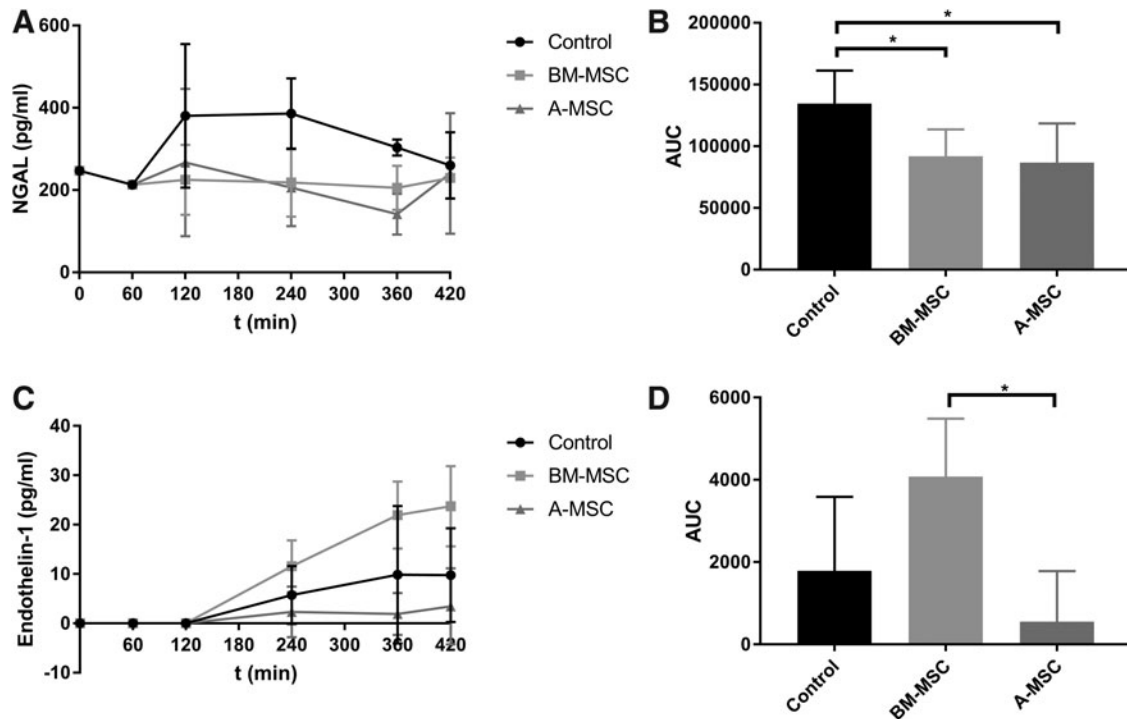 A
600
400
200
0
NGAL (pg/ml)
0 60 120 180 240 300 360 420
t (min)
Control
BM-MSC
A-MSC
B
200000
150000
100000
50000
0
AUC
*
*
Control
BM-MSC
A-MSC
C
40
30
20
10
0
-10
Endothelin-1 (pg/ml)
60 120 180 240 300 360 420
t (min)
Control
BM-MSC
A-MSC
D
6000
4000
2000
0
AUC
*
Control
BM-MSC
A-MSC